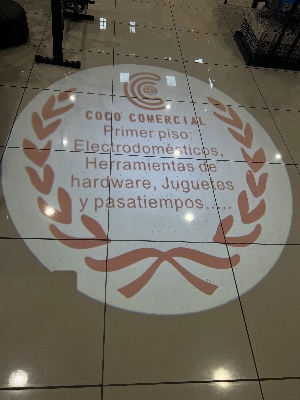 COCO COMERCIAL
Primer piso:
Electrodomésticos,
Herramientas de
hardware, Juguetes
y pasatiempos.....